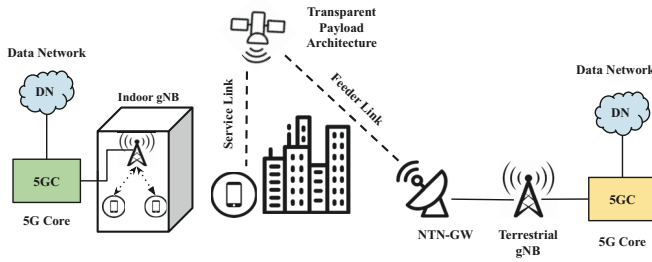 Transparent
Payload
Architecture
Data Network
DN
Indoor gNB
5GC
5G Core
Service Link
Feeder Link
NTN-GW
Terrestrial
gNB
Data Network
DN
5GC
5G Core